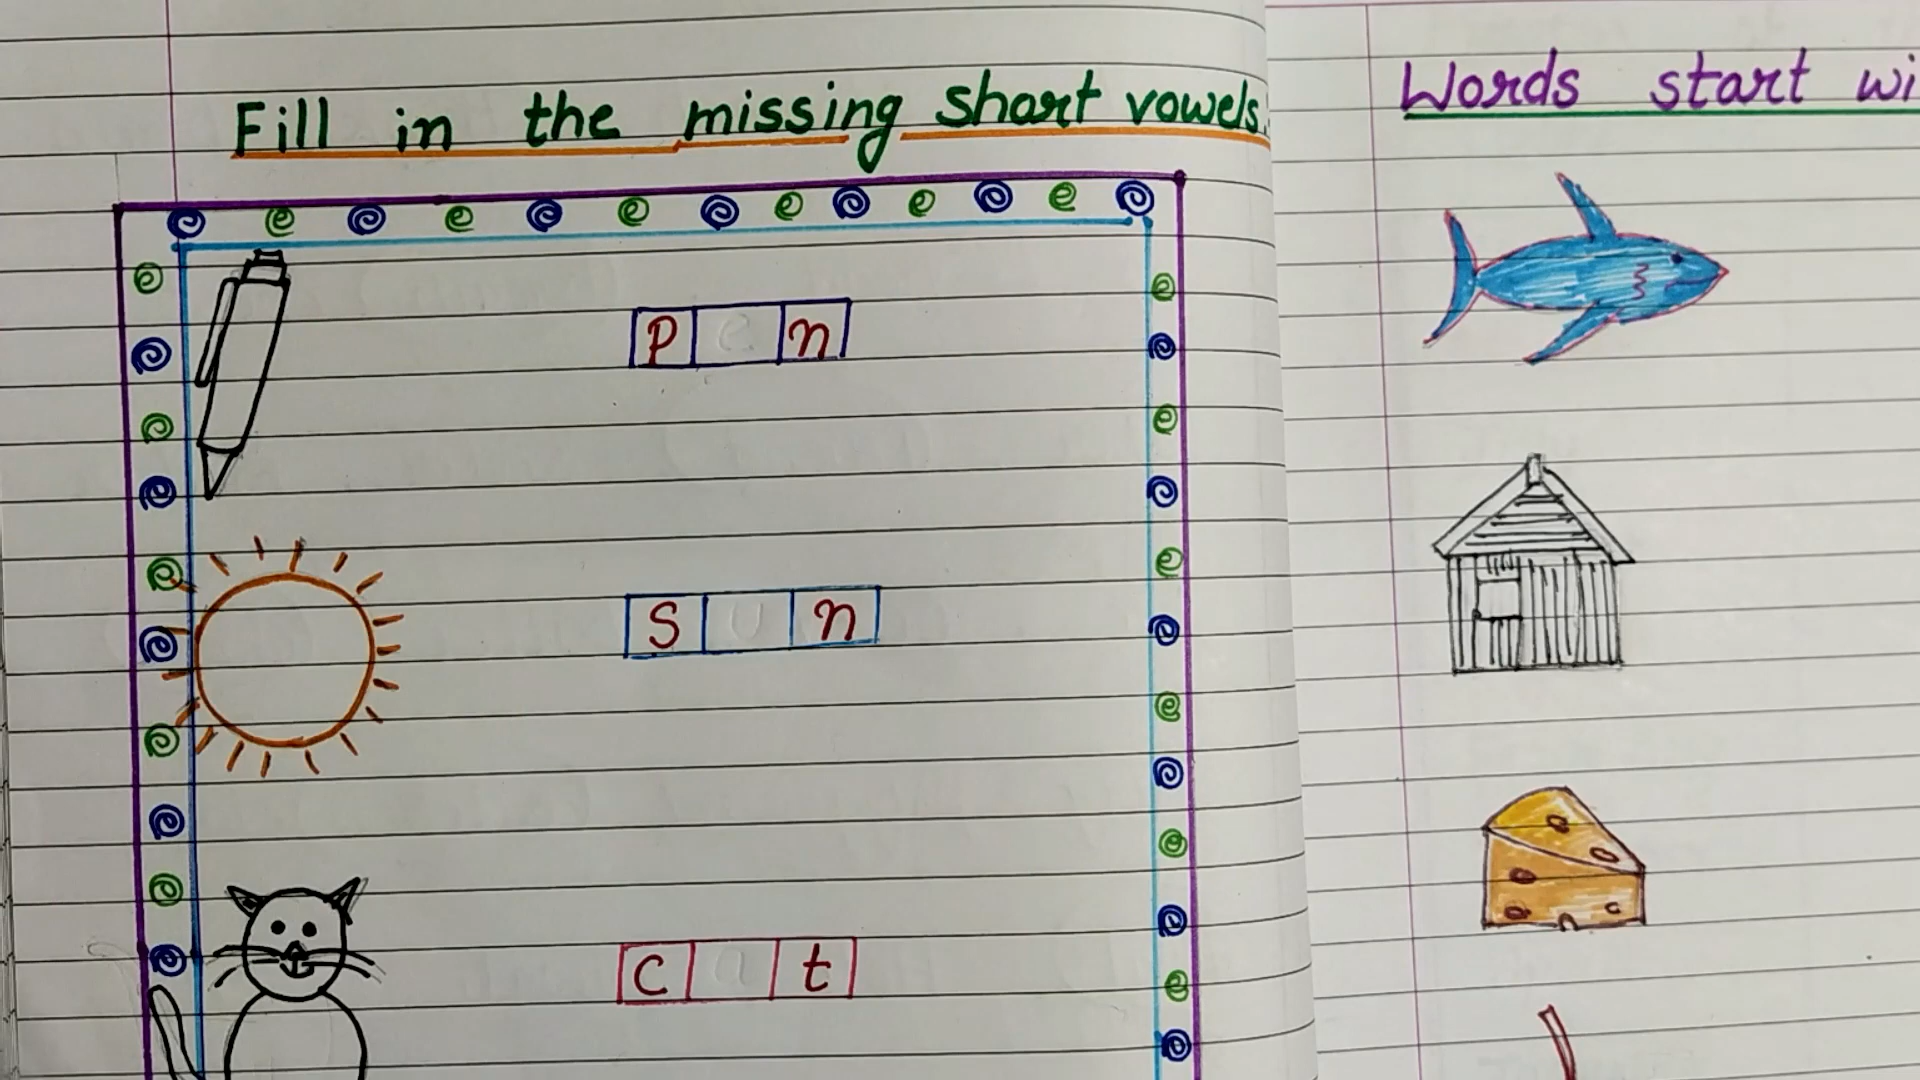 Fill in the missing short vowels.
P e n
S u n
C a t
Words start wi